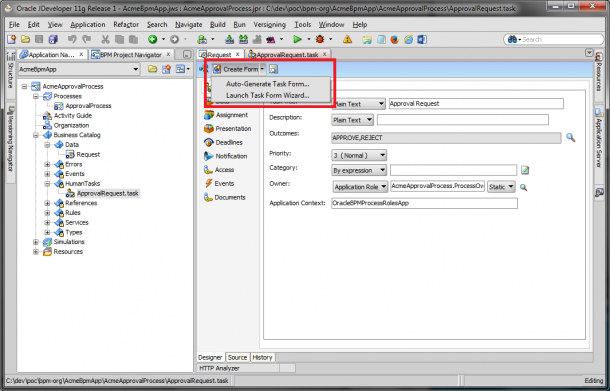 Oracle JDeveloper 11g Release 1 - AcmeBpmApp.jws : AcmeApprovalProcess.jpr : C:\dev\poc\bpm-org\AcmeBpmApp\AcmeApprovalProcess\ApprovalRequest.task
File Edit View Application Refactor Search Navigate Build Run Versioning Tools Window Help
Search
Application Na...
BPM Project Navigator
Request
ApprovalRequest.task
AcmeBpmApp
Create Form
Auto-Generate Task Form...
Launch Task Form Wizard...
Structure
Versioning Navigator
Resources
Application Server
AcmeApprovalProcess
Processes
ApprovalProcess
Activity Guide
Organization
Business Catalog
Data
Request
Errors
Events
HumanTasks
ApprovalRequest.task
References
Rules
Services
Types
Simulations
Resources
Assignment
Presentation
Deadlines
Notification
Access
Events
Documents
Plain Text
Approval Request
Description:
Plain Text
Outcomes:
APPROVE,REJECT
Priority:
3 (Normal)
Category:
By expression
Owner:
Application Role
AcmeApprovalProcess.ProcessOw
Static
Application Context:
OracleBPMProcessRolesApp
Designer Source History
HTTP Analyzer
C:\dev\poc\bpm-org\AcmeBpmApp\AcmeApprovalProcess\ApprovalRequest.task
Editing